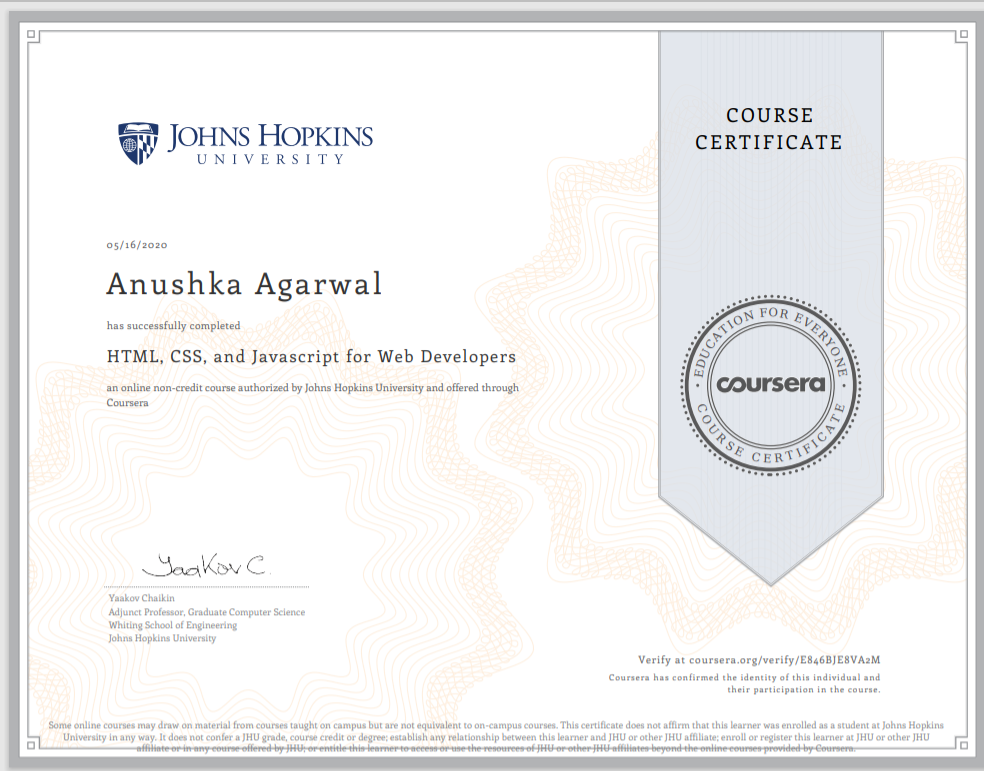 JOHNS HOPKINS
UNIVERSITY
COURSE
CERTIFICATE
05/16/2020
Anushka Agarwal
has successfully completed
HTML, CSS, and Javascript for Web Developers
an online non-credit course authorized by Johns Hopkins University and offered through
Coursera
EDUCATION FOR EVERYONE
coursera
COURSE CERTIFICATE
Yaakov C.
Yaakov Chaikin
Adjunct Professor, Graduate Computer Science
Whiting School of Engineering
Johns Hopkins University
Verify at coursera.org/verify/E846BJE8VA2M
Coursera has confirmed the identity of this individual and
their participation in the course.
Some online courses may draw on material from courses taught on campus but are not equivalent to on-campus courses. This certificate does not affirm that this learner was enrolled as a student at Johns Hopkins
University in any way. It does not confer a JHU grade, course credit or degree; establish any relationship between this learner and JHU or other JHU affiliate; enroll or register this learner at JHU or other JHU
affiliate or in any course offered by JHU; or entitle this learner to access or use the resources of JHU or other JHU affiliates beyond the online courses provided by Coursera.